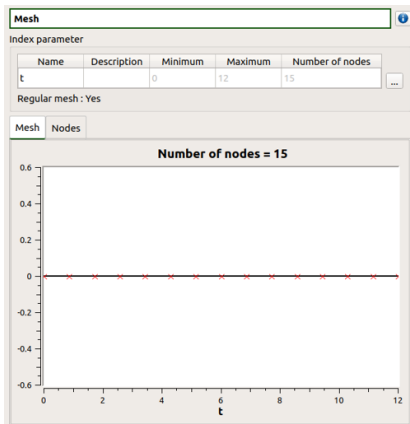 Mesh
Index parameter
Name Description Minimum Maximum Number of nodes
t 0 12 15
...
Regular mesh : Yes
Mesh Nodes
Number of nodes = 15
0.6
0.4
0.2
0
-0.2
-0.4
-0.6
0 2 4 6 8 10 12
t